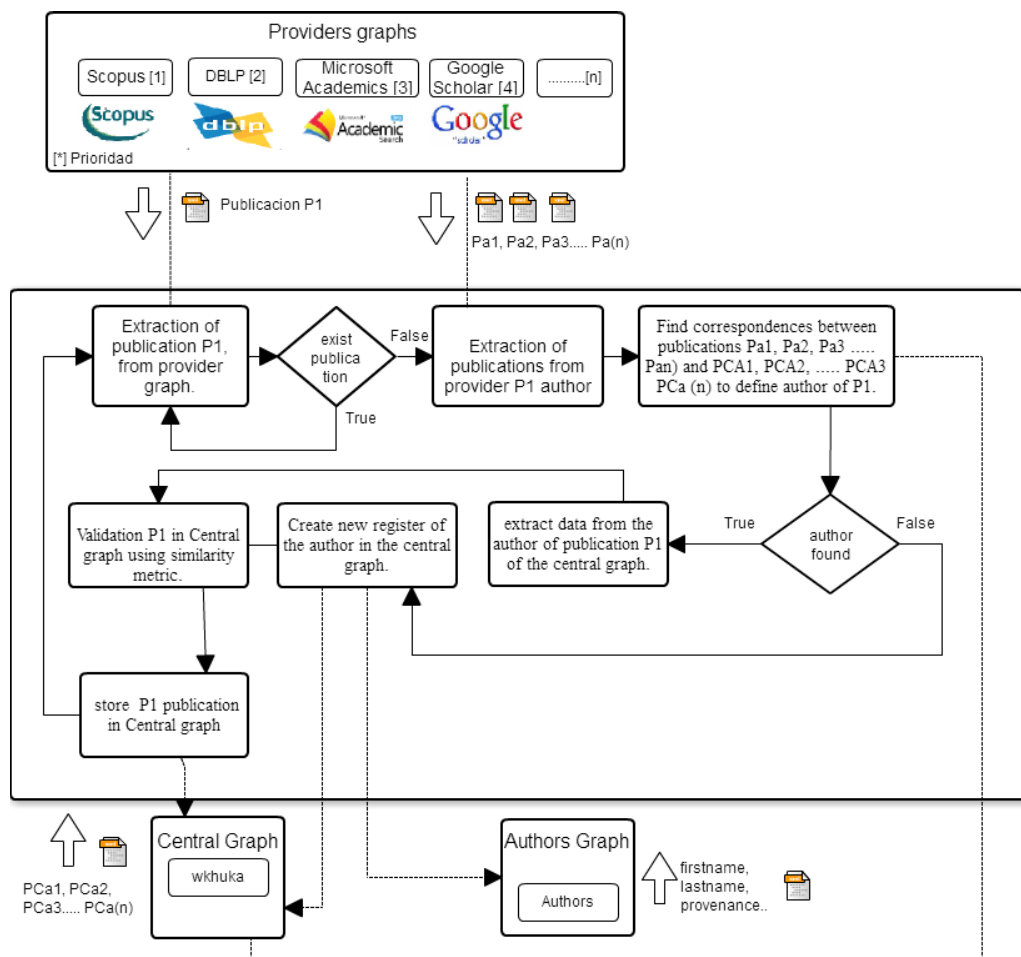 Providers graphs
Scopus [1]
DBLP [2]
Microsoft
Academics [3]
Google
Scholar [4]
..........[n]
Scopus
dblp
Academic
Search
Google
scholar
[*] Prioridad
Publicacion P1
Pa1, Pa2, Pa3..... Pa(n)
Extraction of
publication P1,
from provider
graph.
exist
publica
tion
False
True
Extraction of
publications from
provider P1 author
Find correspondences between
publications Pa1, Pa2, Pa3 .....
Pan) and PCA1, PCA2, ..... PCA3
PCa (n) to define author of P1.
Validation P1 in Central
graph using similarity
metric.
Create new register of
the author in the central
graph.
extract data from the
author of publication P1
of the central graph.
True
author
found
False
store P1 publication
in Central graph
PCa1, PCa2,
PCa3..... PCa(n)
Central Graph
wkhuka
Authors Graph
Authors
firstname,
lastname,
provenance..